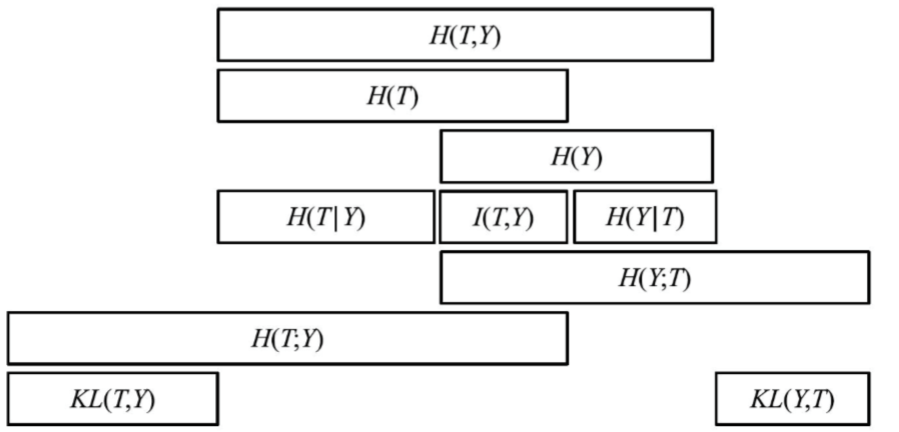 H(T,Y)
H(T)
H(Y)
H(T|Y) I(T,Y) H(Y|T)
H(Y;T)
H(T;Y)
KL(T,Y) KL(Y,T)